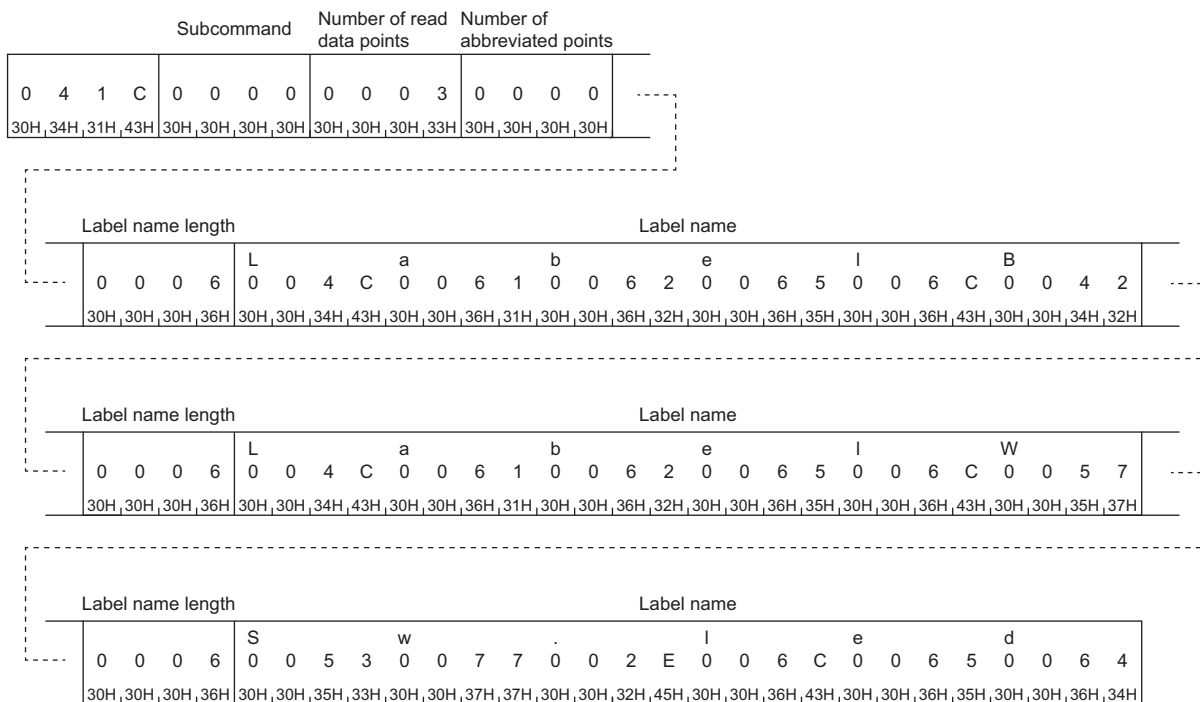 Subcommand Number of read data points Number of abbreviated points
0 4 1 C 0 0 0 0 0 0 0 3 0 0 0 0
30H 34H 31H 43H 30H 30H 30H 30H 30H 30H 30H 33H 30H 30H 30H 30H
Label name length Label name
L a b e l B
0 0 0 6 0 0 4 C 0 0 6 1 0 0 6 2 0 0 6 5 0 0 6 C 0 0 4 2
30H 30H 30H 36H 30H 30H 34H 43H 30H 30H 36H 31H 30H 30H 36H 32H 30H 30H 36H 35H 30H 30H 36H 43H 30H 30H 34H 32H
Label name length Label name
L a b e l W
0 0 0 6 0 0 4 C 0 0 6 1 0 0 6 2 0 0 6 5 0 0 6 C 0 0 5 7
30H 30H 30H 36H 30H 30H 34H 43H 30H 30H 36H 31H 30H 30H 36H 32H 30H 30H 36H 35H 30H 30H 36H 43H 30H 30H 35H 37H
Label name length Label name
S w . l e d
0 0 0 6 0 0 5 3 0 0 7 7 0 0 2 E 0 0 6 C 0 0 6 5 0 0 6 4
30H 30H 30H 36H 30H 30H 35H 33H 30H 30H 37H 37H 30H 30H 32H 45H 30H 30H 36H 43H 30H 30H 36H 35H 30H 30H 36H 34H